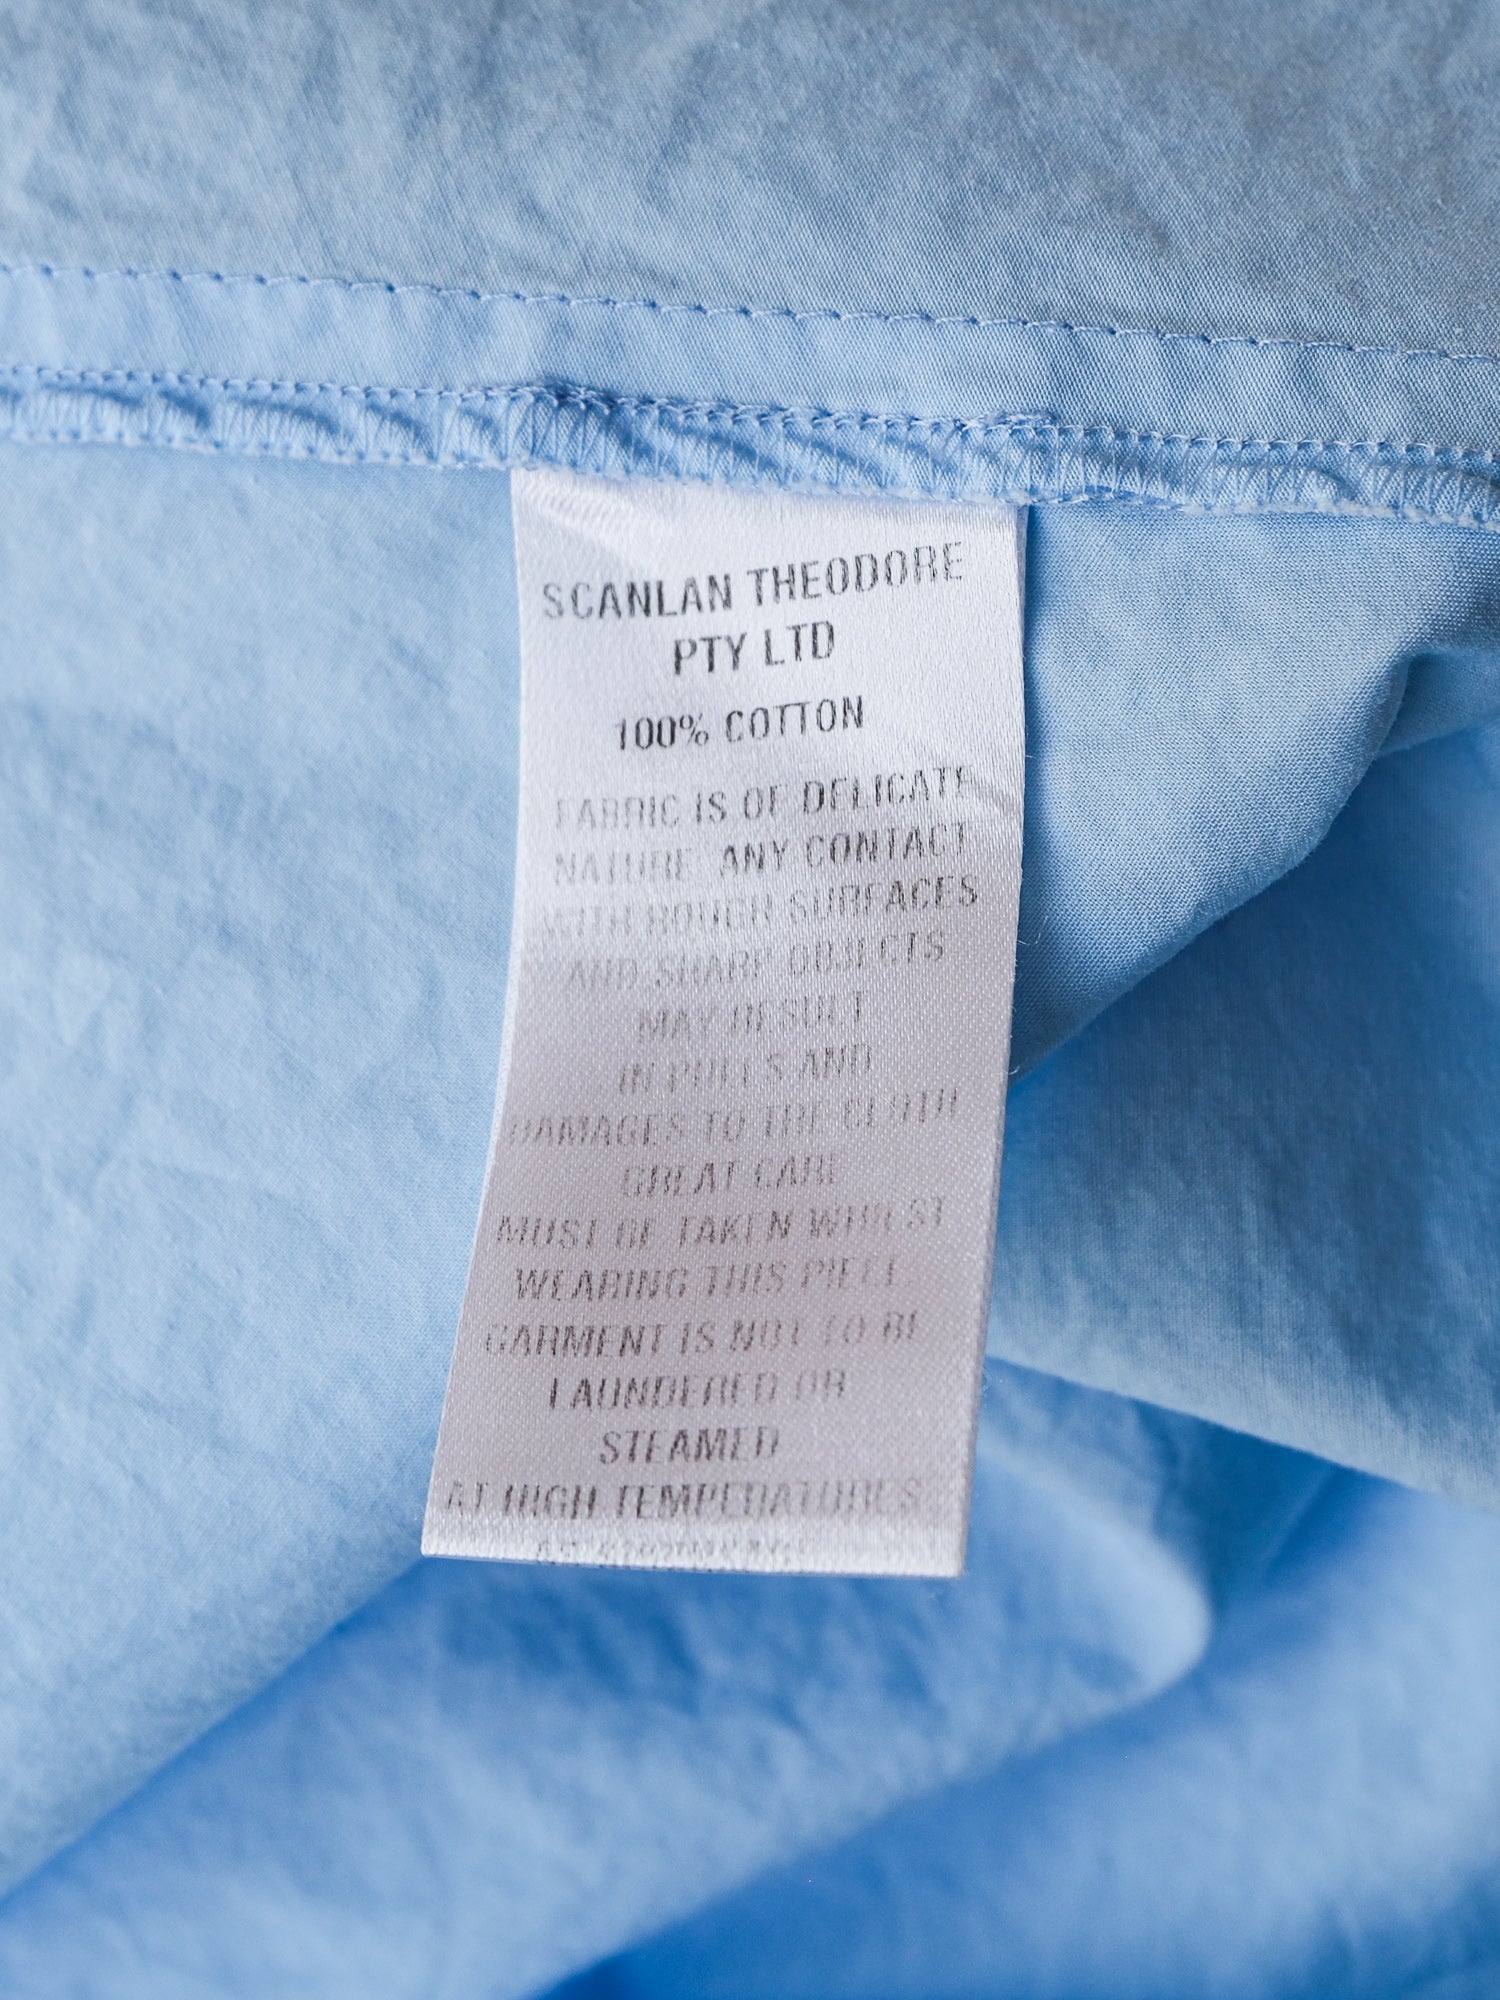 SCANLAN THEODORE
PTY LTD
100% COTTON
FABRIC IS OF DELICATE
NATURE: ANY CONTACT
WITH ROUGH SURFACES
AND SHARP OBJECTS
MAY RESULT
IN PULLS AND
DAMAGES TO THE CLOTH
GREAT CARE
MUST BE TAKEN WHILST
WEARING THIS PIECE
GARMENT IS NOT TO BE
LAUNDERED OR
STEAMED
AT HIGH TEMPERATURES